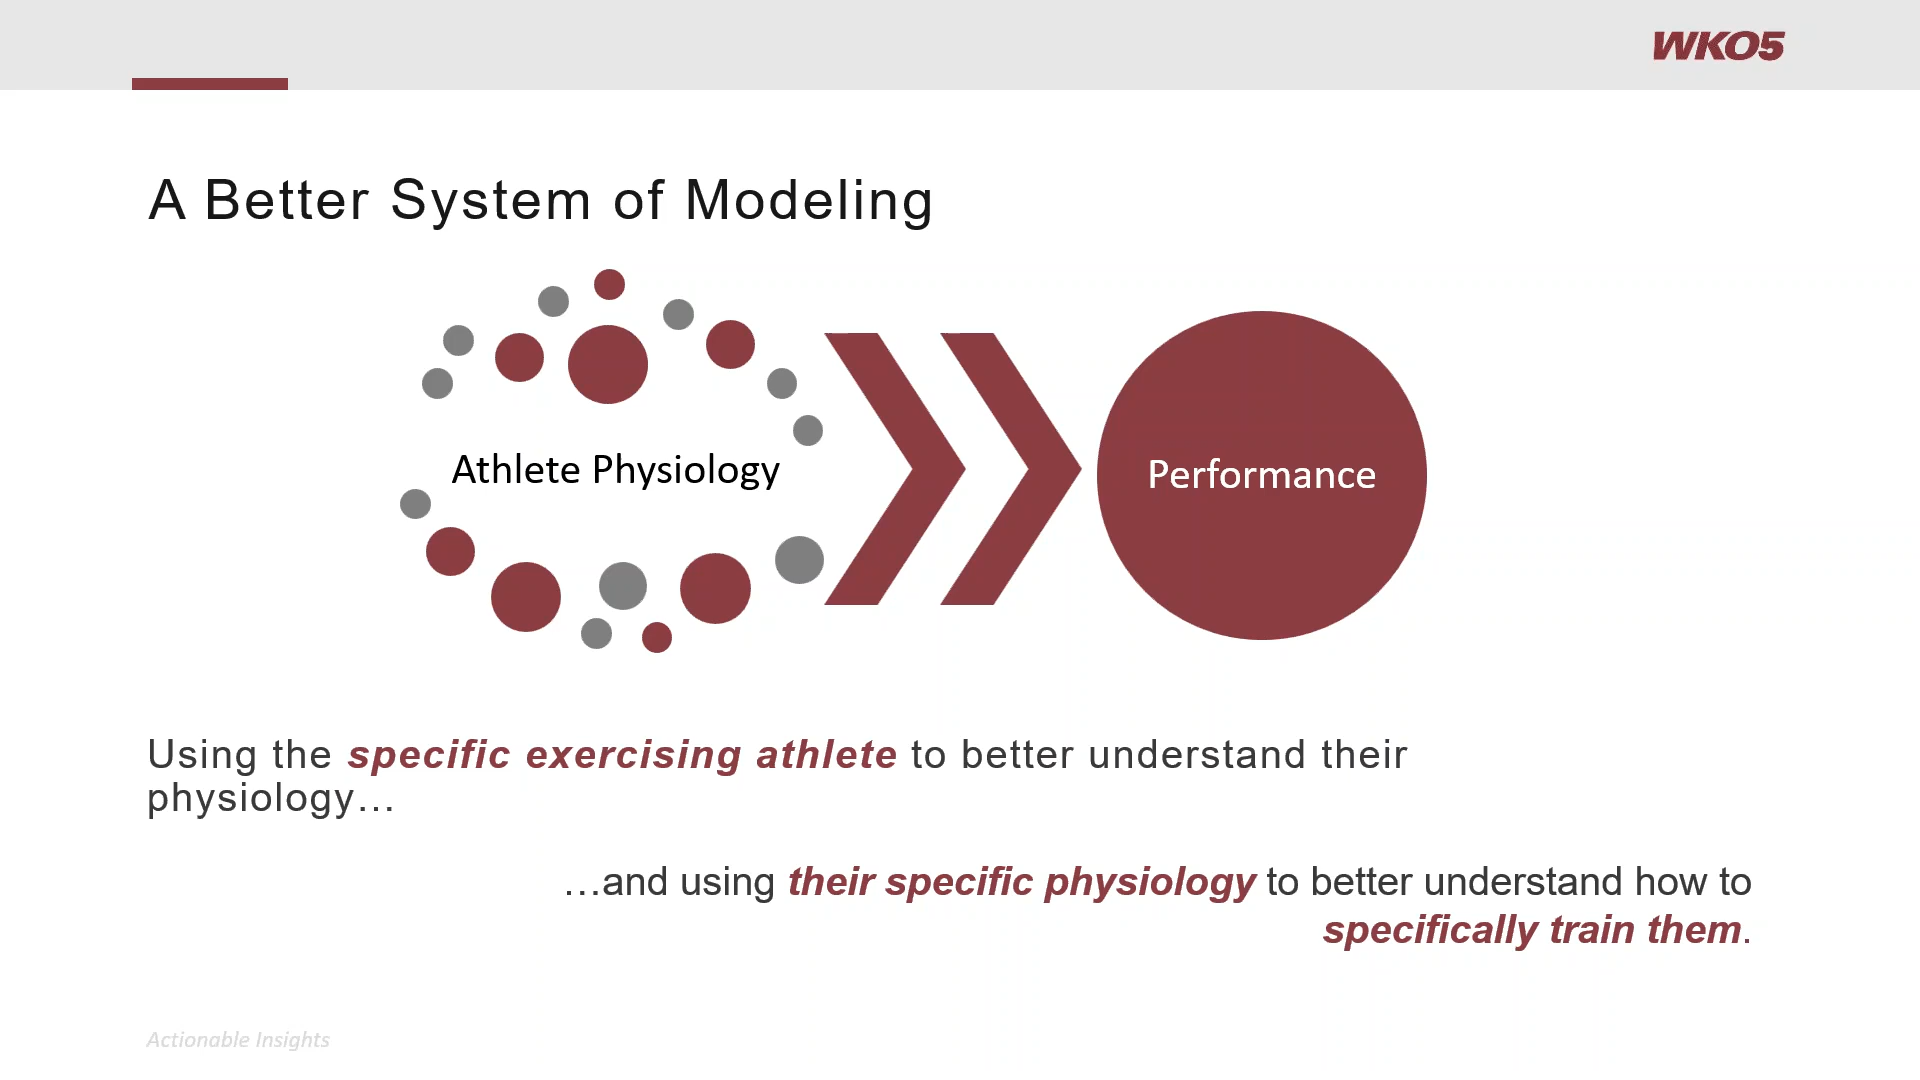 WKO5
A Better System of Modeling
Athlete Physiology
Performance
Using the specific exercising athlete to better understand their
physiology…
…and using their specific physiology to better understand how to
specifically train them.
Actionable Insights